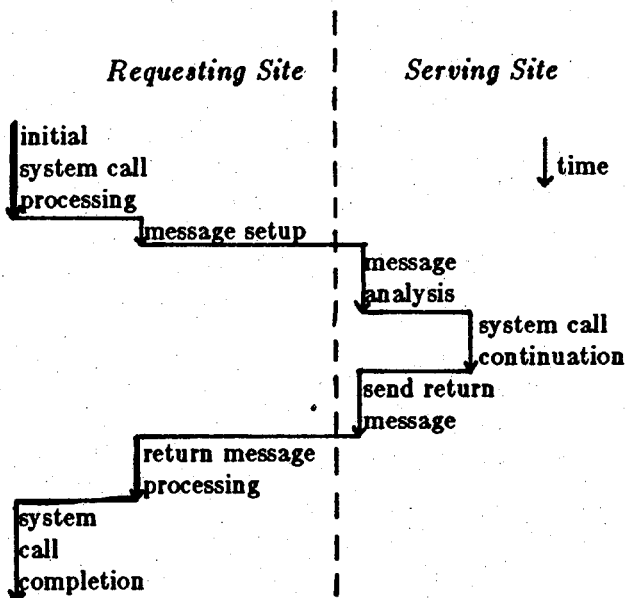 Requesting Site
Serving Site
initial
system call
processing
time
message setup
message
analysis
system call
continuation
send return
message
return message
processing
system
call
completion